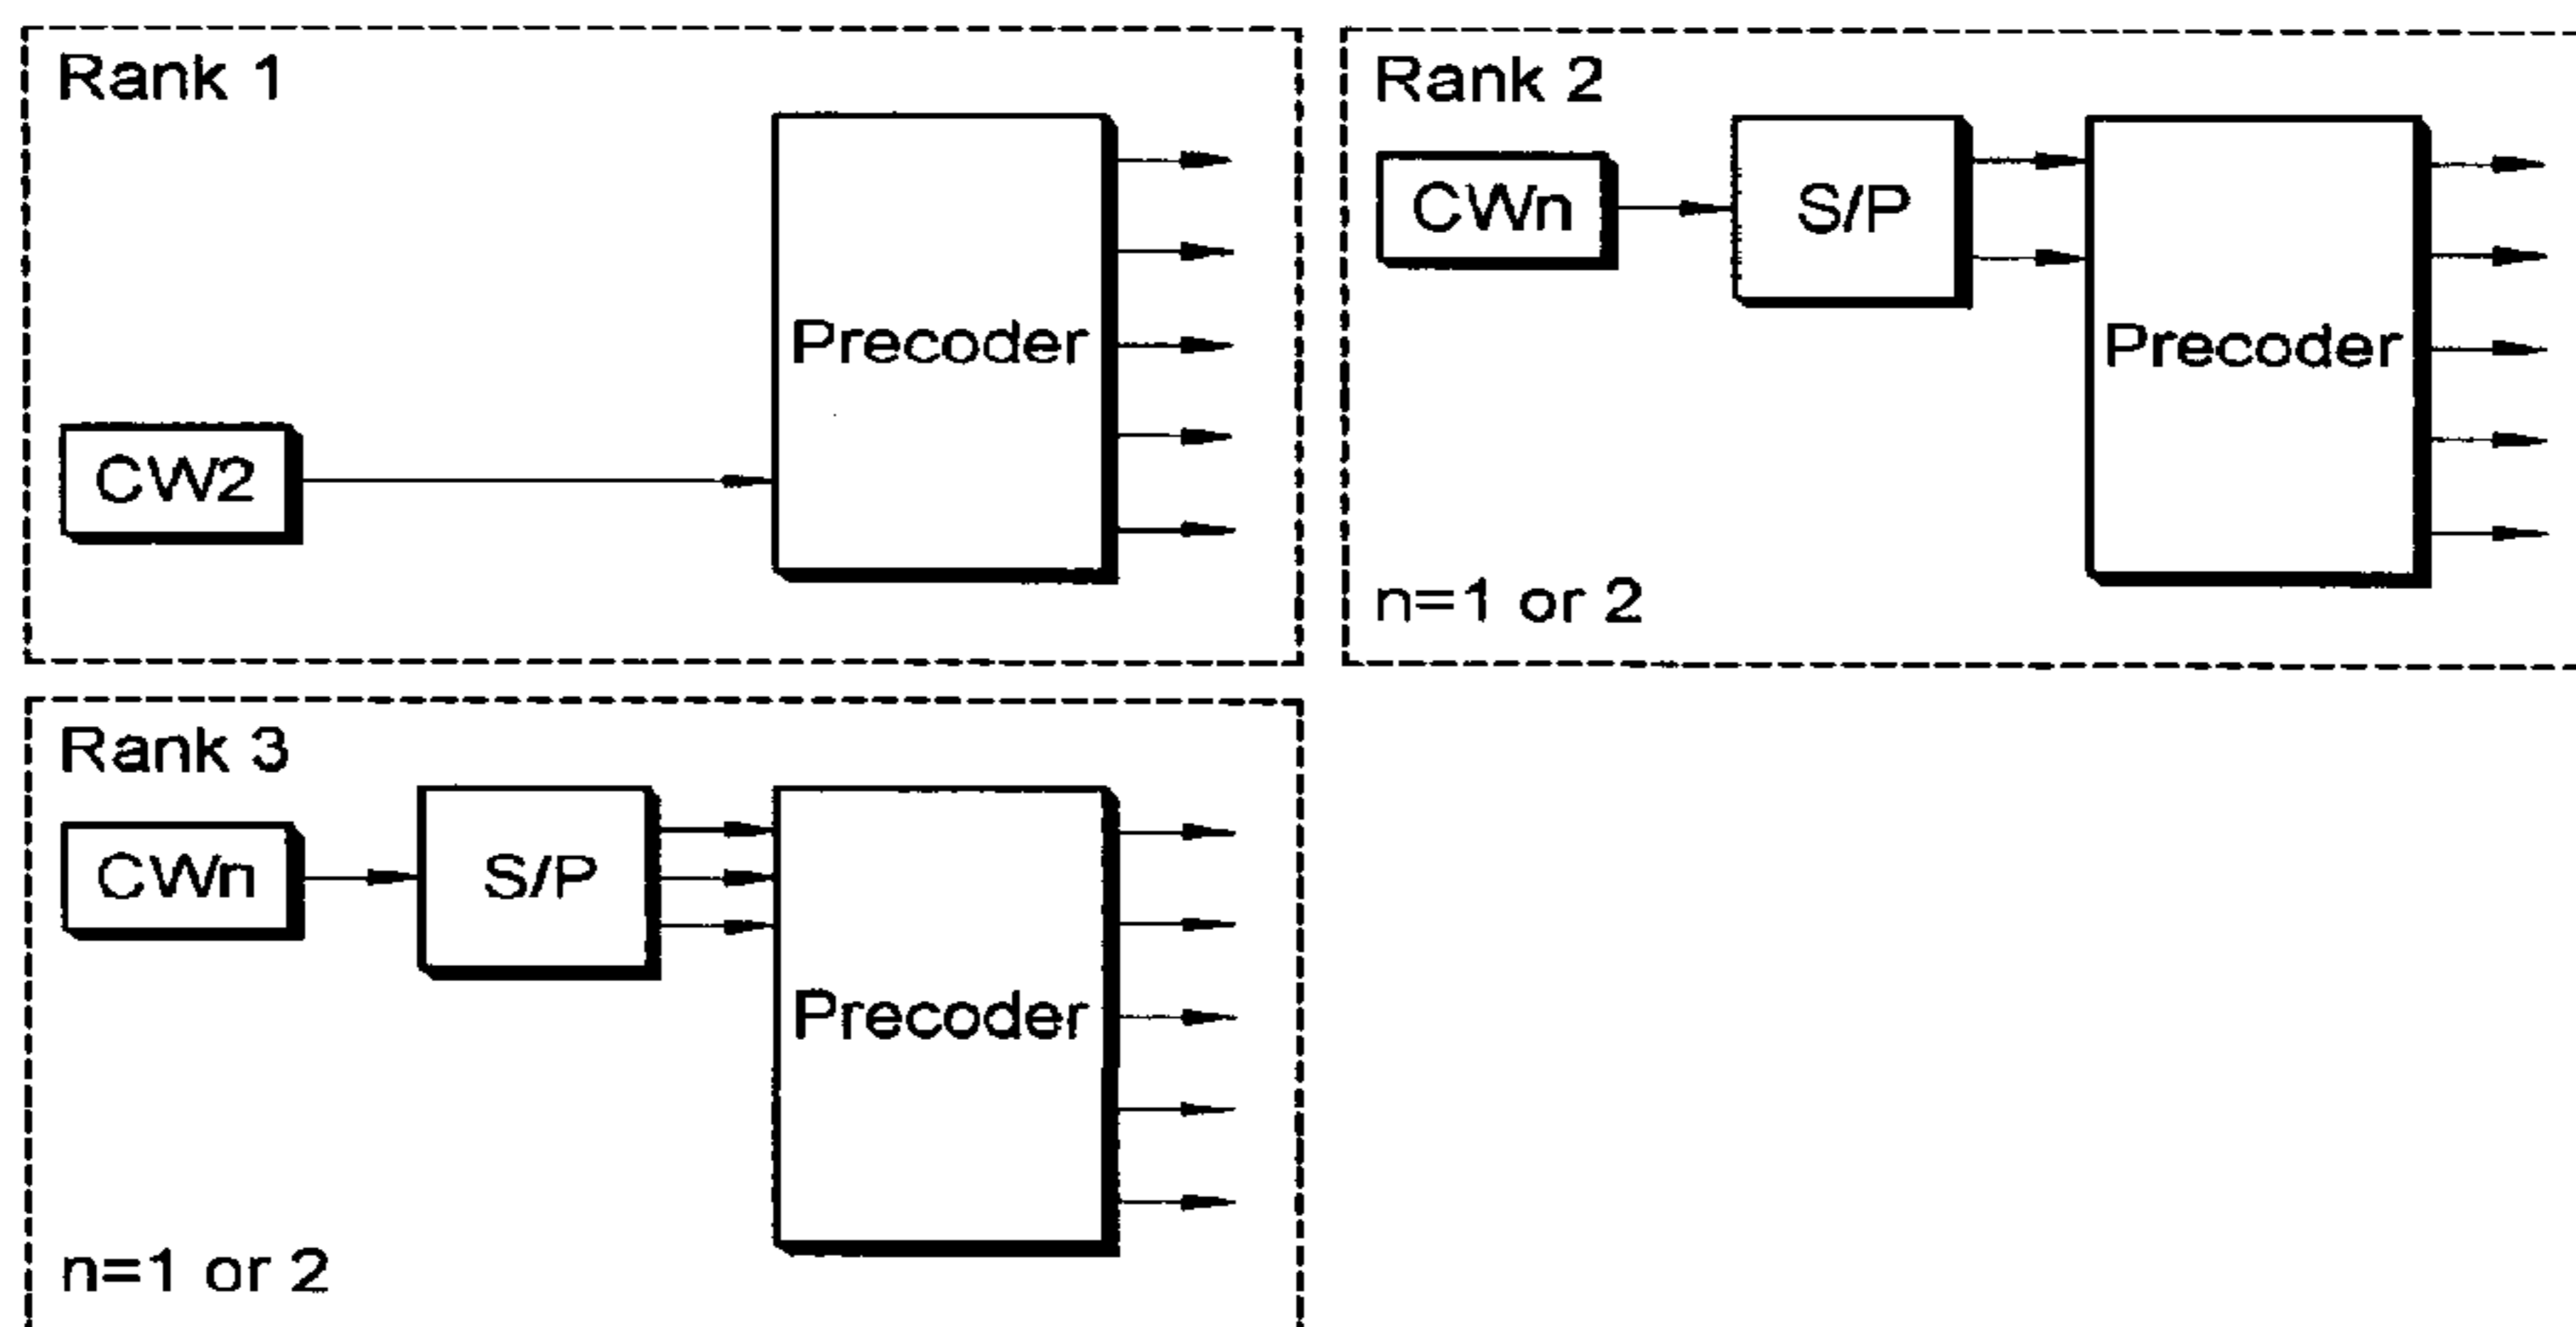 Rank 1
Precoder
CW2
Rank 2
CWn
S/P
Precoder
n=1 or 2
Rank 3
CWn
S/P
Precoder
n=1 or 2